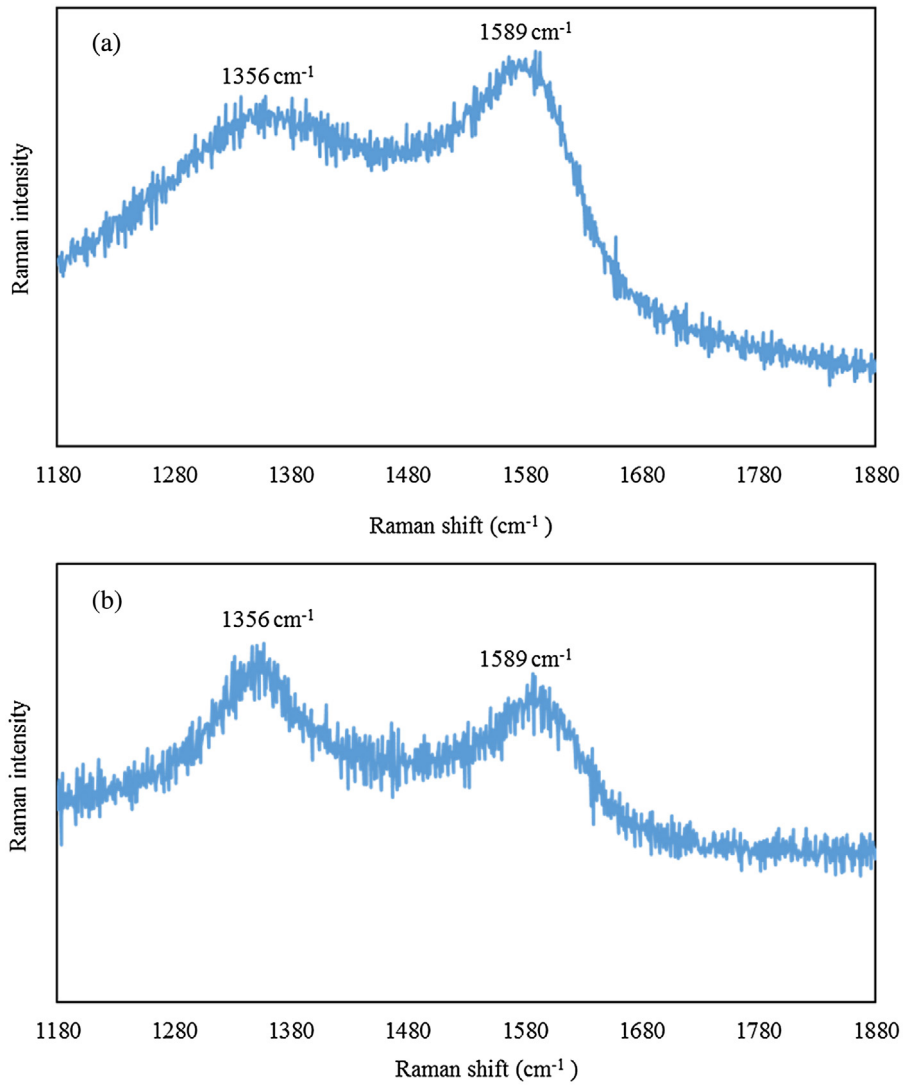 (a)
1589 cm-1
1356 cm-1
Raman intensity
1180 1280 1380 1480 1580 1680 1780 1880
Raman shift (cm-1 )
(b)
1356 cm-1
1589 cm-1
Raman intensity
1180 1280 1380 1480 1580 1680 1780 1880
Raman shift (cm-1 )